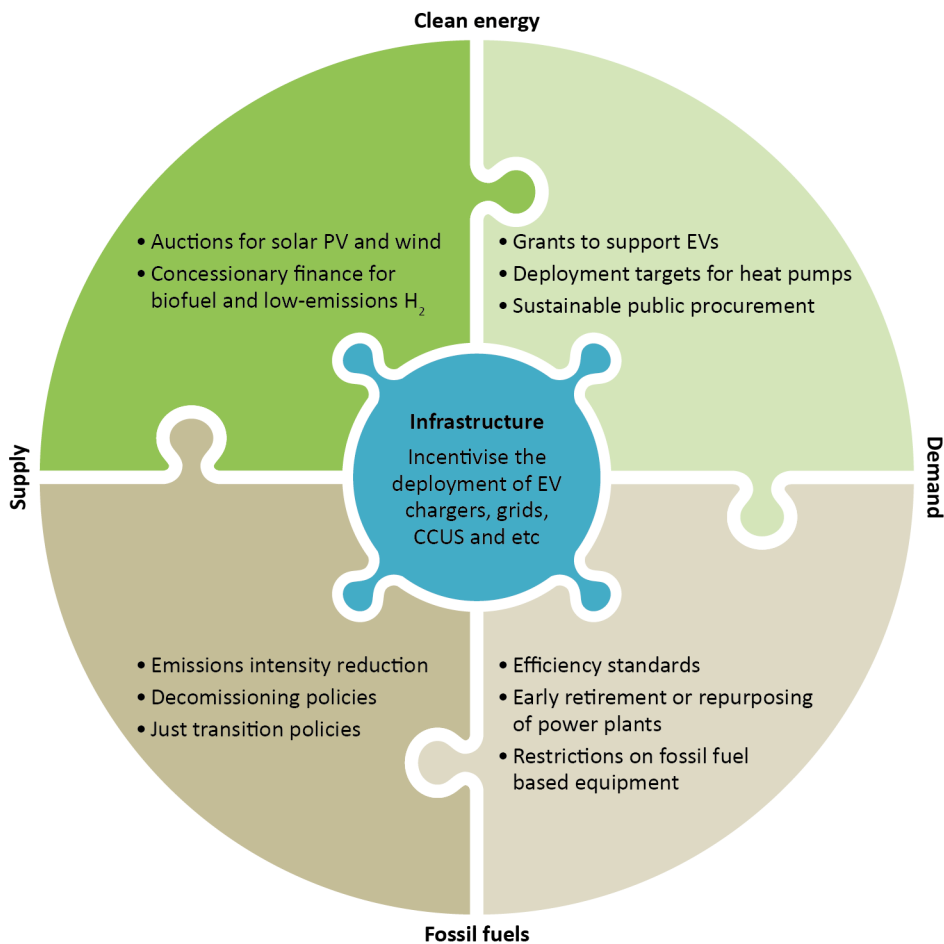 Clean energy
• Auctions for solar PV and wind
• Concessionary finance for
biofuel and low-emissions H₂
• Grants to support EVs
• Deployment targets for heat pumps
• Sustainable public procurement
Supply
Infrastructure
Incentivise the
deployment of EV
chargers, grids,
CCUS and etc
Demand
• Emissions intensity reduction
• Decomissioning policies
• Just transition policies
• Efficiency standards
• Early retirement or repurposing
of power plants
• Restrictions on fossil fuel
based equipment
Fossil fuels